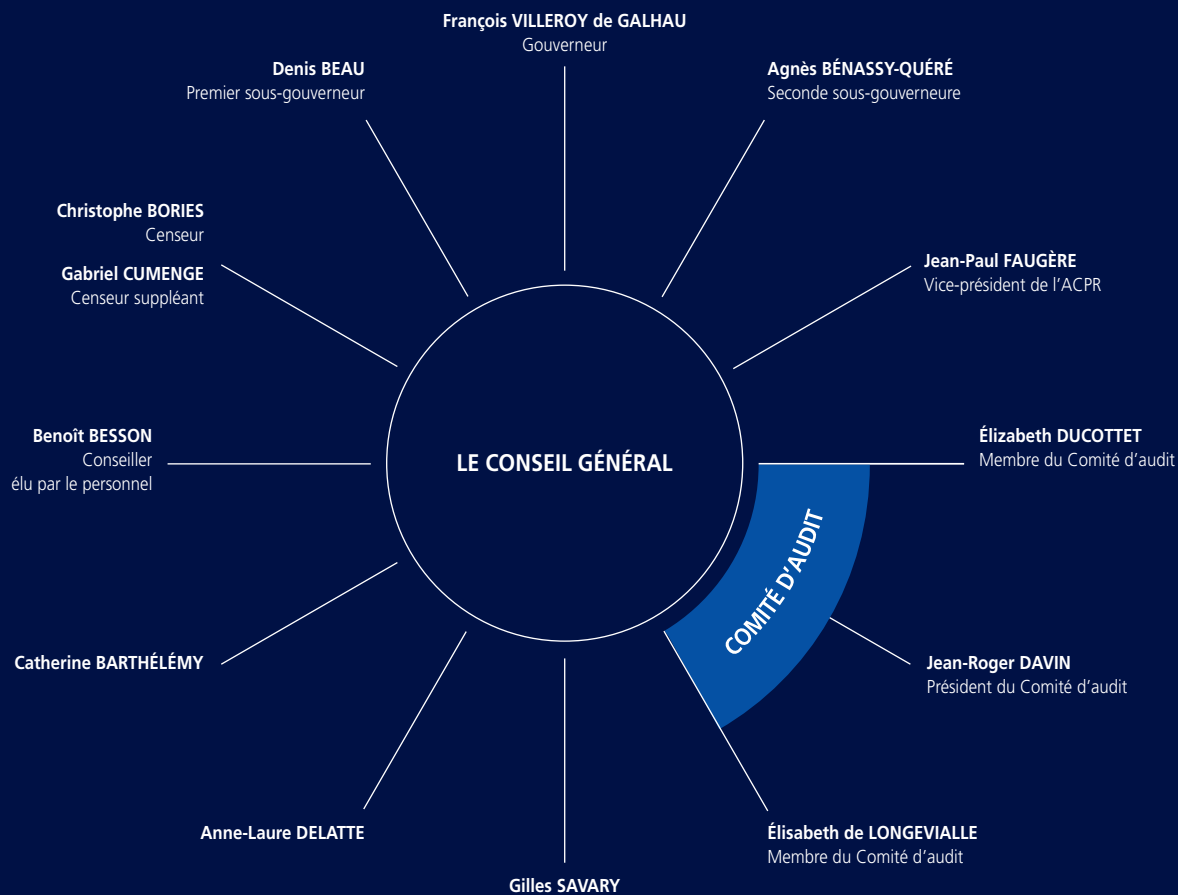 François VILLEROY de GALHAU
Gouverneur
Denis BEAU
Premier sous-gouverneur
Agnès BÉNASSY-QUÉRÉ
Seconde sous-gouverneure
Christophe BORIES
Censeur
Gabriel CUMENGE
Censeur suppléant
Jean-Paul FAUGÈRE
Vice-président de l'ACPR
Benoît BESSON
Conseiller
élu par le personnel
LE CONSEIL GÉNÉRAL
Élizabeth DUCOTTET
Membre du Comité d'audit
COMITÉ D'AUDIT
Catherine BARTHÉLÉMY
Jean-Roger DAVIN
Président du Comité d'audit
Anne-Laure DELATTE
Élisabeth de LONGEVIALLE
Membre du Comité d'audit
Gilles SAVARY